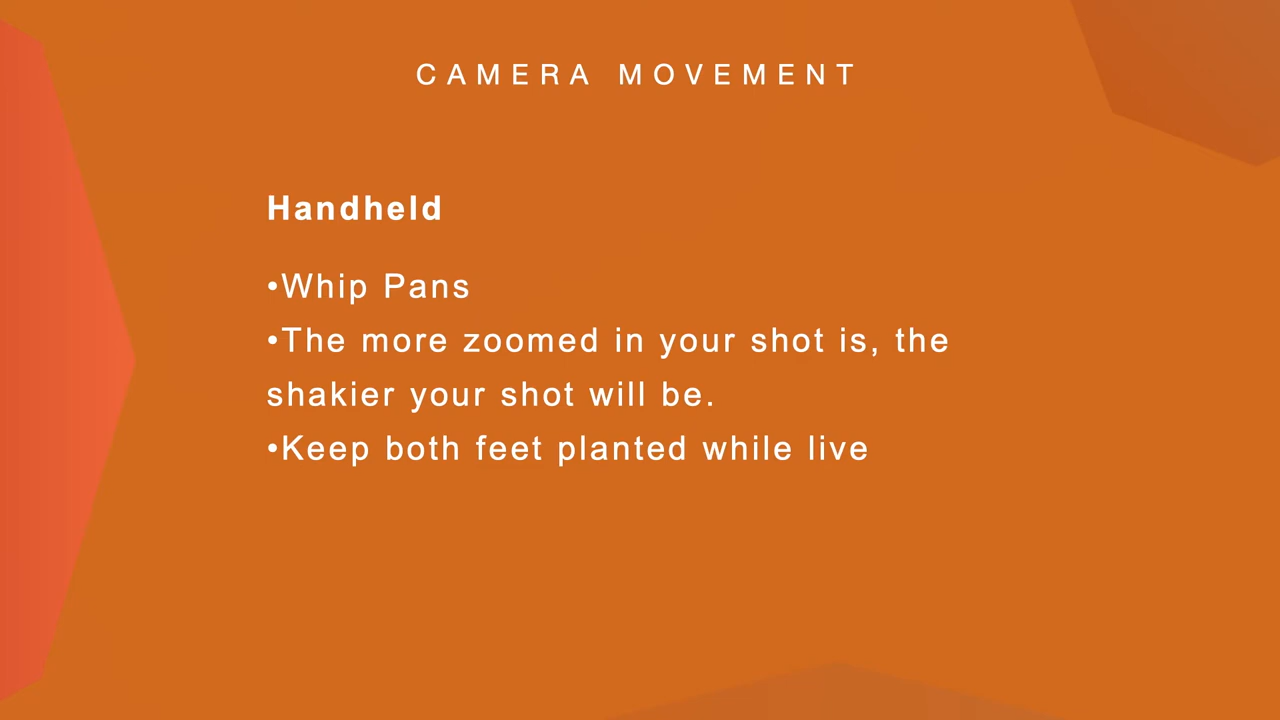 CAMERA MOVEMENT
Handheld
•Whip Pans
•The more zoomed in your shot is, the
shakier your shot will be.
•Keep both feet planted while live